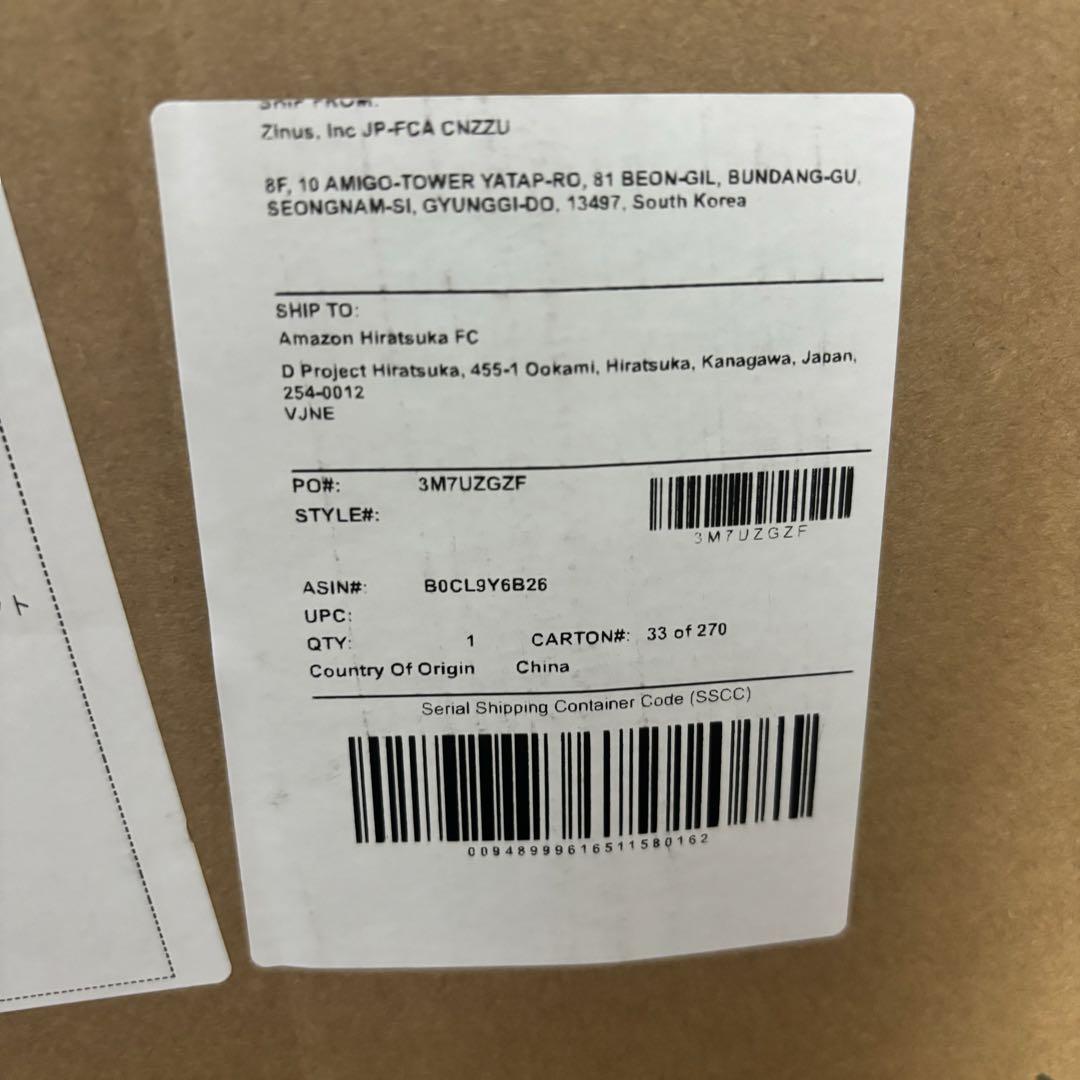 SHIP FROM:
Zinus, Inc JP-FCA CNZZU
8F, 10 AMIGO-TOWER YATAP-RO, 81 BEON-GIL, BUNDANG-GU,
SEONGNAM-SI, GYUNGGI-DO, 13497, South Korea
SHIP TO:
Amazon Hiratsuka FC
D Project Hiratsuka, 455-1 Ookami, Hiratsuka, Kanagawa, Japan,
254-0012
VJNE
PO#: 3M7UZGZF
STYLE#:
3M7UZGZF
ASIN#: B0CL9Y6B26
UPC:
QTY: 1 CARTON#: 33 of 270
Country Of Origin China
Serial Shipping Container Code (SSCC)
00948999616511580162
ト